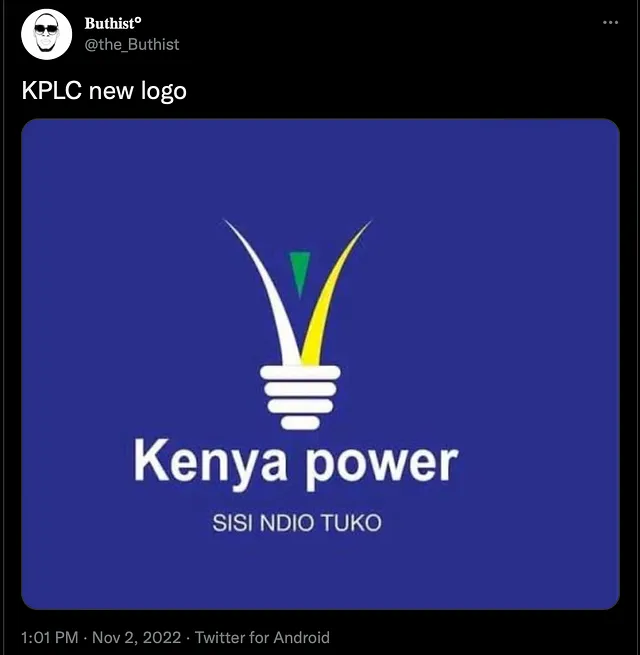 Buthist°
@the_Buthist
KPLC new logo
Kenya power
SISI NDIO TUKO
1:01 PM · Nov 2, 2022 · Twitter for Android